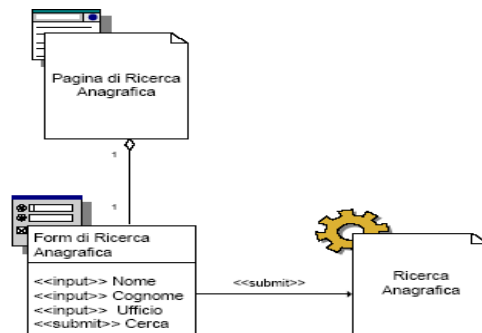 Pagina di Ricerca
Anagrafica
1
1
Form di Ricerca
Anagrafica
<<input>> Nome
<<input>> Cognome
<<input>> Ufficio
<<submit>> Cerca
<<submit>>
Ricerca
Anagrafica